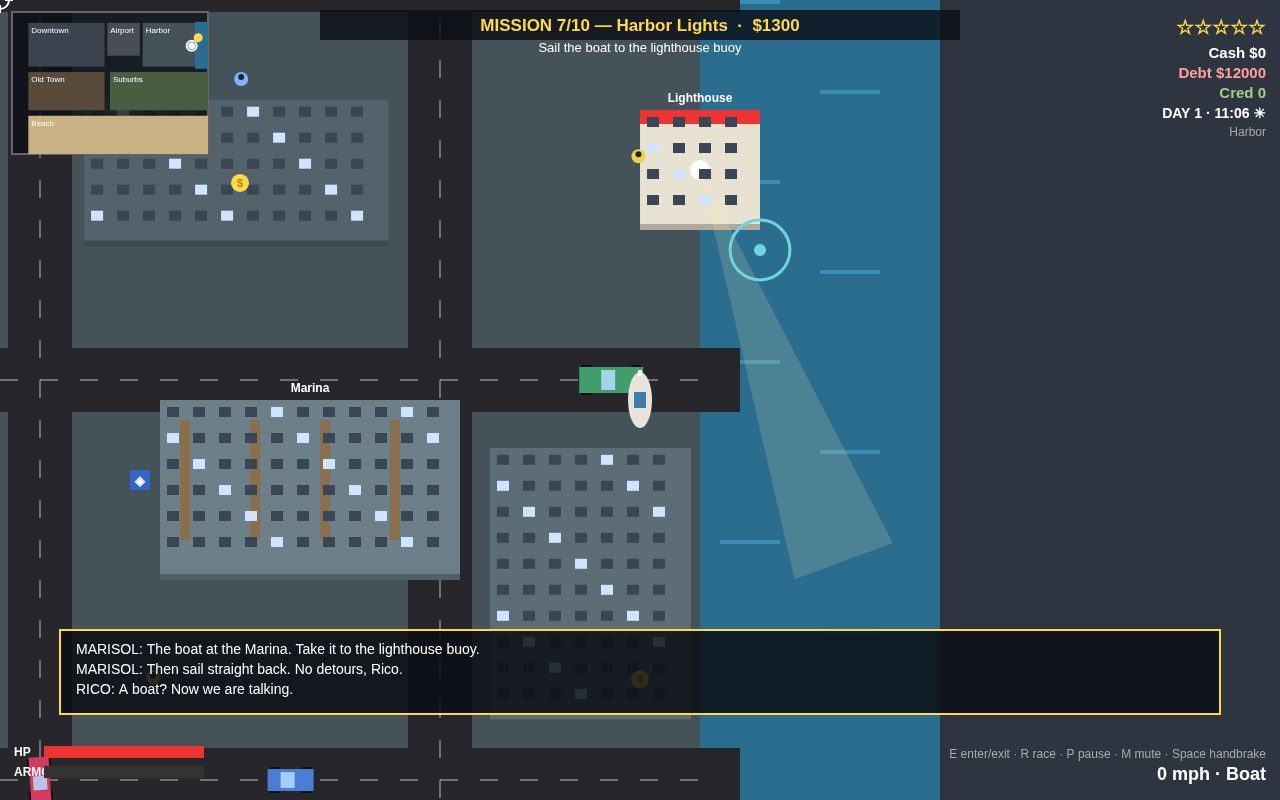 MISSION 7/10 — Harbor Lights · $1300
Sail the boat to the lighthouse buoy
Downtown
Airport
Harbor
Old Town
Suburbs
Beach
☆☆☆☆☆
Cash $0
Debt $12000
Cred 0
DAY 1 · 11:06 ☀
Harbor
Lighthouse
$
Marina
MARISOL: The boat at the Marina. Take it to the lighthouse buoy.
MARISOL: Then sail straight back. No detours, Rico.
RICO: A boat? Now we are talking.
$
HP
E enter/exit · R race · P pause · M mute · Space handbrake
0 mph · Boat